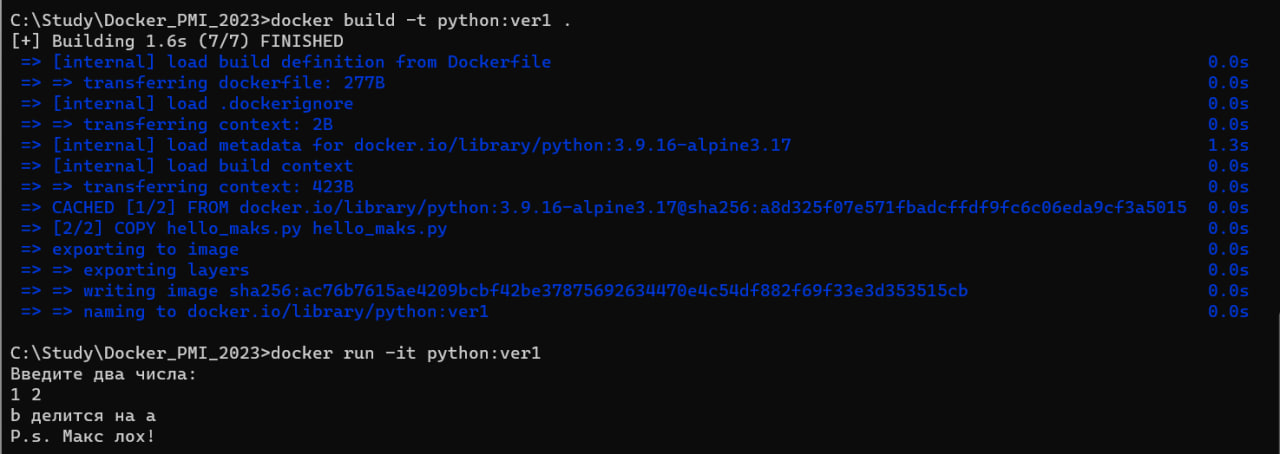 C:\Study\Docker_PMI_2023>docker build -t python:ver1 .
[+] Building 1.6s (7/7) FINISHED
=> [internal] load build definition from Dockerfile 0.0s
=> => transferring dockerfile: 277B 0.0s
=> [internal] load .dockerignore 0.0s
=> => transferring context: 2B 0.0s
=> [internal] load metadata for docker.io/library/python:3.9.16-alpine3.17 1.3s
=> [internal] load build context 0.0s
=> => transferring context: 423B 0.0s
=> CACHED [1/2] FROM docker.io/library/python:3.9.16-alpine3.17@sha256:a8d325f07e571fbadcffdf9fc6c06eda9cf3a5015 0.0s
=> [2/2] COPY hello_maks.py hello_maks.py 0.0s
=> exporting to image 0.0s
=> => exporting layers 0.0s
=> => writing image sha256:ac76b7615ae4209bcbf42be37875692634470e4c54df882f69f33e3d353515cb 0.0s
=> => naming to docker.io/library/python:ver1 0.0s
C:\Study\Docker_PMI_2023>docker run -it python:ver1
Введите два числа:
1 2
b делится на a
P.s. Макс лох!